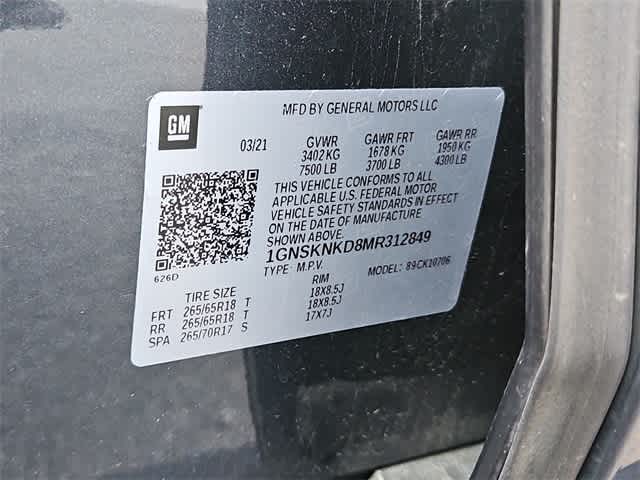 GM
MFD BY GENERAL MOTORS LLC
03/21 GVWR GAWR FRT GAWR RR
3402 KG 1678 KG 1950 KG
7500 LB 3700 LB 4300 LB
THIS VEHICLE CONFORMS TO ALL
APPLICABLE U.S. FEDERAL MOTOR
VEHICLE SAFETY STANDARDS IN EFFECT
ON THE DATE OF MANUFACTURE
SHOWN ABOVE.
1GNSKNKD8MR312849
626D
TYPE: M.P.V. MODEL: 89CK10706
TIRE SIZE RIM
FRT 265/65R18 T 18X8.5J
RR 265/65R18 T 18X8.5J
SPA 265/70R17 S 17X7J